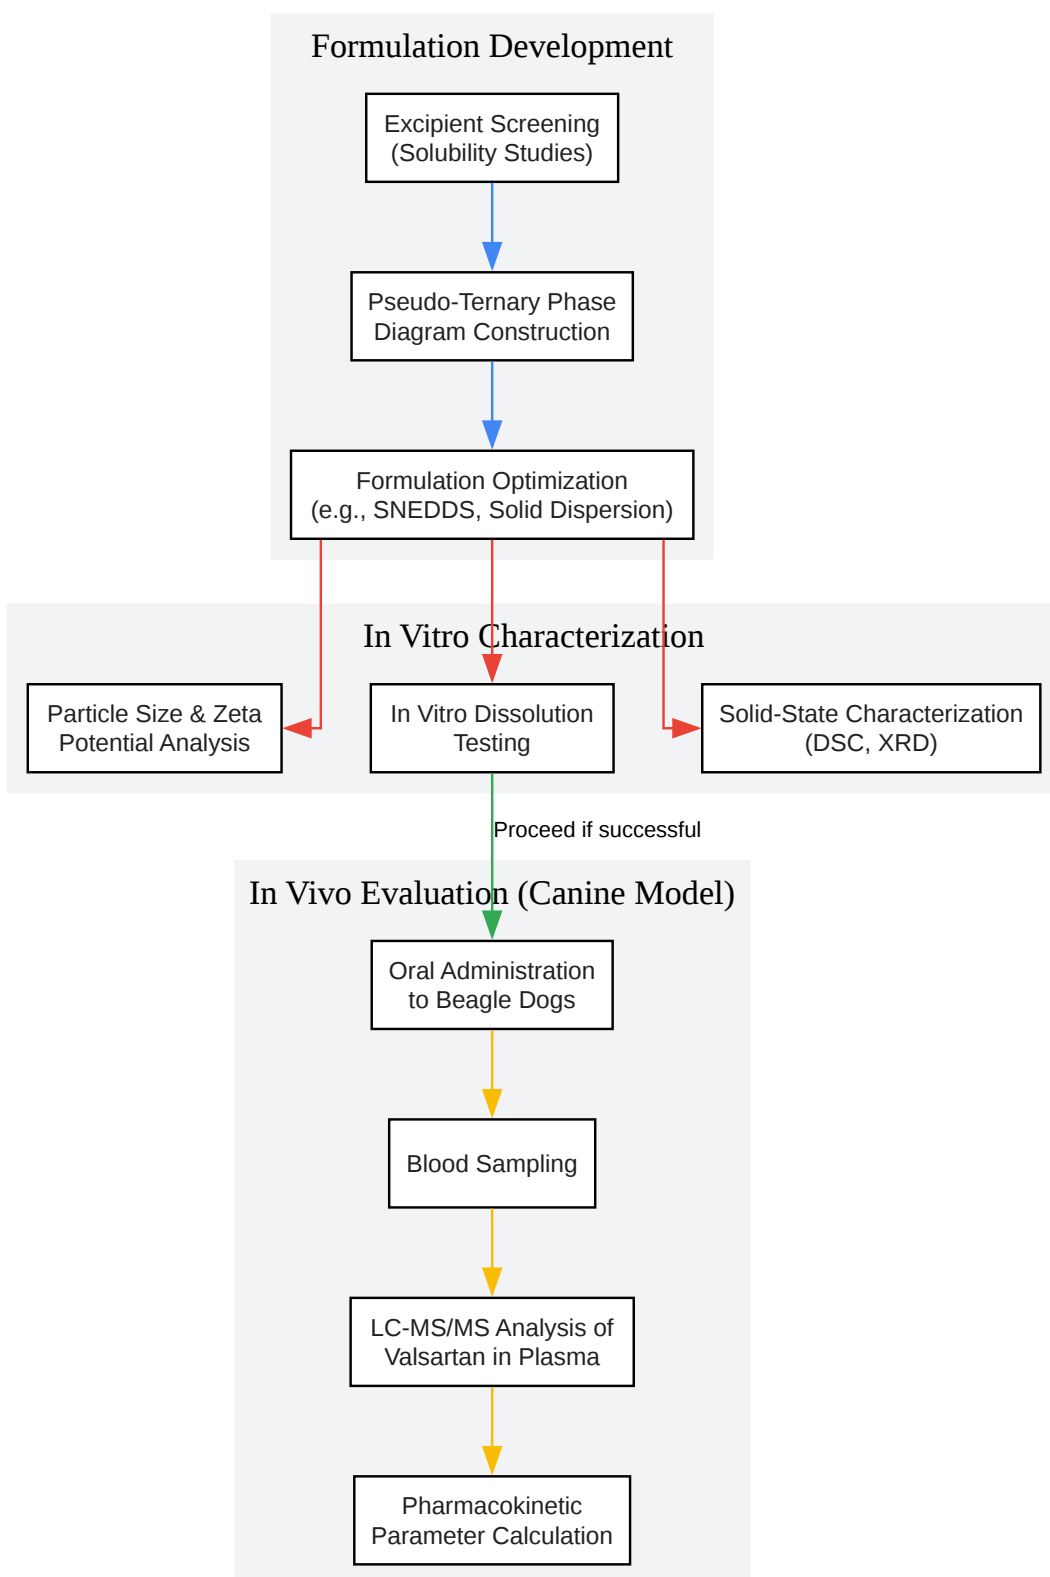 Formulation Development
Excipient Screening
(Solubility Studies)
Pseudo-Ternary Phase
Diagram Construction
Formulation Optimization
(e.g., SNEDDS, Solid Dispersion)
In Vitro Characterization
Particle Size & Zeta
Potential Analysis
In Vitro Dissolution
Testing
Solid-State Characterization
(DSC, XRD)
Proceed if successful
In Vivo Evaluation (Canine Model)
Oral Administration
to Beagle Dogs
Blood Sampling
LC-MS/MS Analysis of
Valsartan in Plasma
Pharmacokinetic
Parameter Calculation